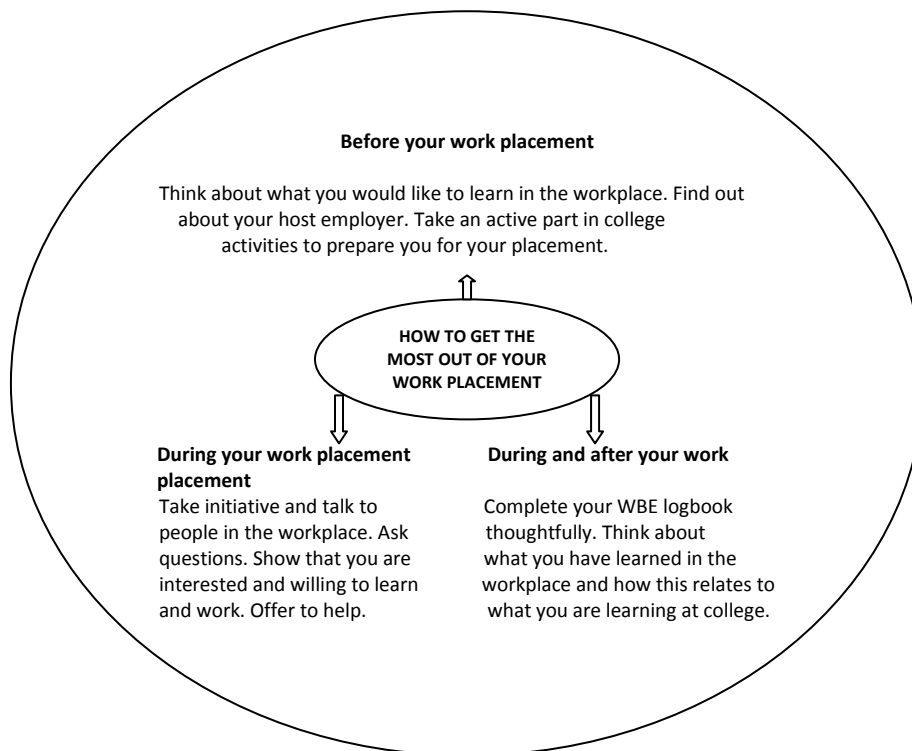 Before your work placement
Think about what you would like to learn in the workplace. Find out
about your host employer. Take an active part in college
activities to prepare you for your placement.
HOW TO GET THE
MOST OUT OF YOUR
WORK PLACEMENT
During your work placement
placement
Take initiative and talk to
people in the workplace. Ask
questions. Show that you are
interested and willing to learn
and work. Offer to help.
During and after your work
Complete your WBE logbook
thoughtfully. Think about
what you have learned in the
workplace and how this relates to
what you are learning at college.